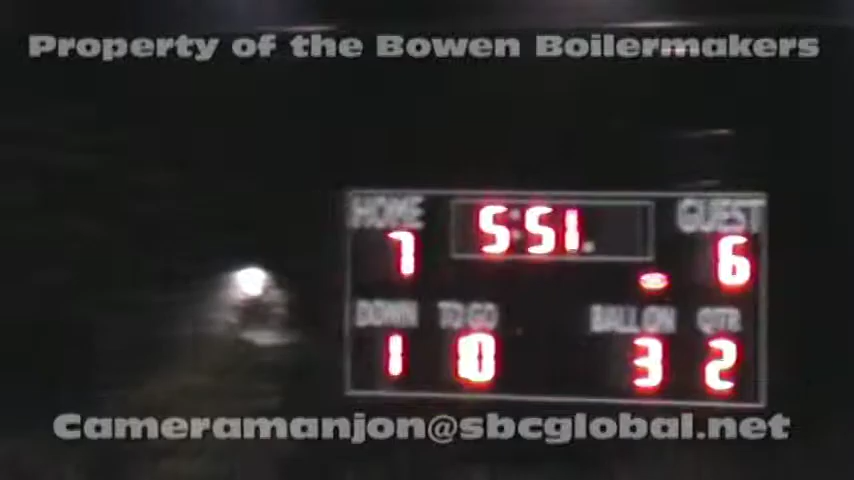 Property of the Bowen Boilermakers
HOME 5:51 GUEST
7 6
DOWN TO GO BALL ON QTR
1 10 3 2
Cameramanjon@sbcglobal.net